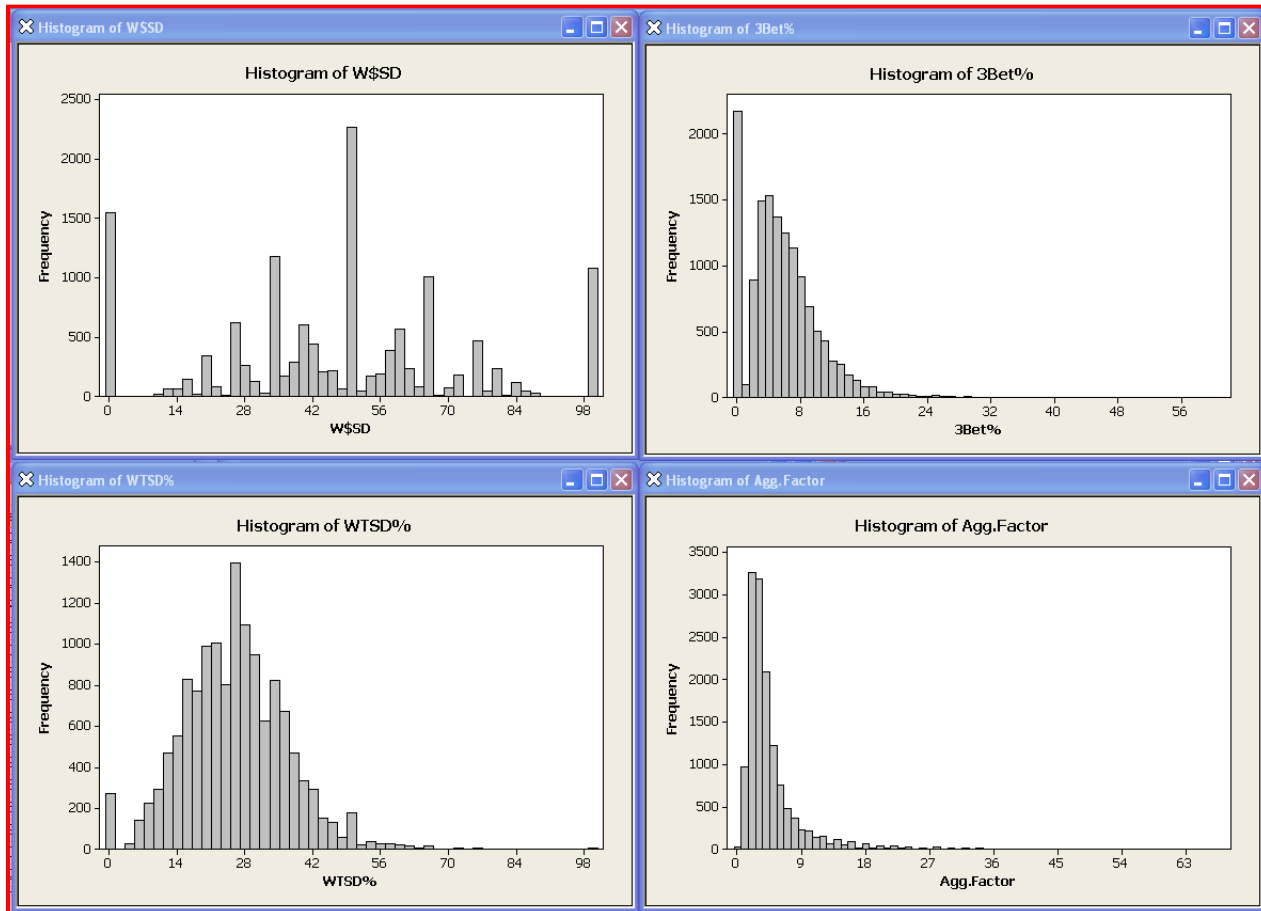 Histogram of W$SD
Histogram of W$SD
2500
2000
1500
1000
500
0
Frequency
0 14 28 42 56 70 84 98
W$SD
Histogram of 3Bet%
Histogram of 3Bet%
2000
1500
1000
500
0
Frequency
0 8 16 24 32 40 48 56
3Bet%
Histogram of WTSD%
Histogram of WTSD%
1400
1200
1000
800
600
400
200
0
Frequency
0 14 28 42 56 70 84 98
WTSD%
Histogram of Agg.Factor
Histogram of Agg.Factor
3500
3000
2500
2000
1500
1000
500
0
Frequency
0 9 18 27 36 45 54 63
Agg.Factor